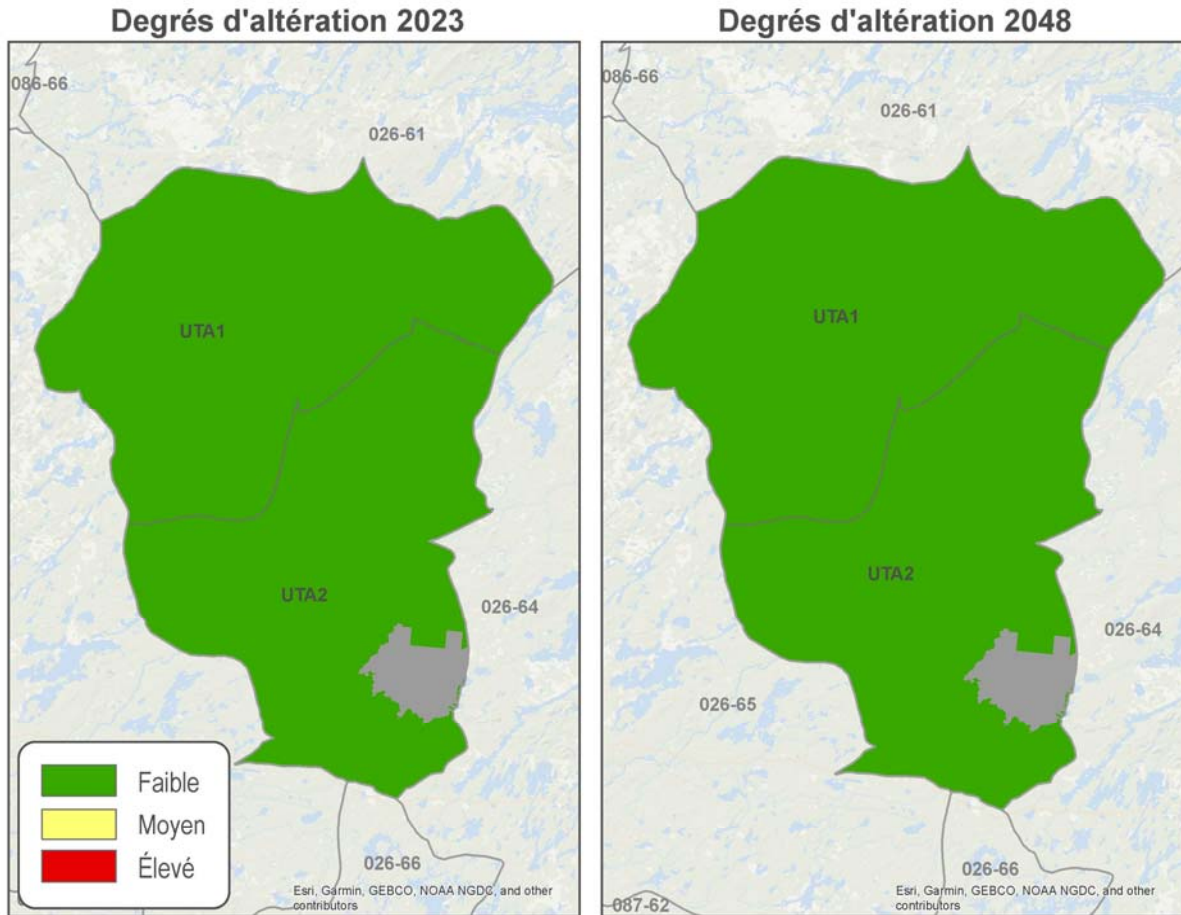 Degrés d'altération 2023
086-66
026-61
UTA1
UTA2
026-64
Faible
Moyen
Élevé
026-66
Esri, Garmin, GEBCO, NOAA NGDC, and other
contributors
Degrés d'altération 2048
086-66
026-61
UTA1
UTA2
026-64
026-65
026-66
Esri, Garmin, GEBCO, NOAA NGDC, and other
contributors
087-62